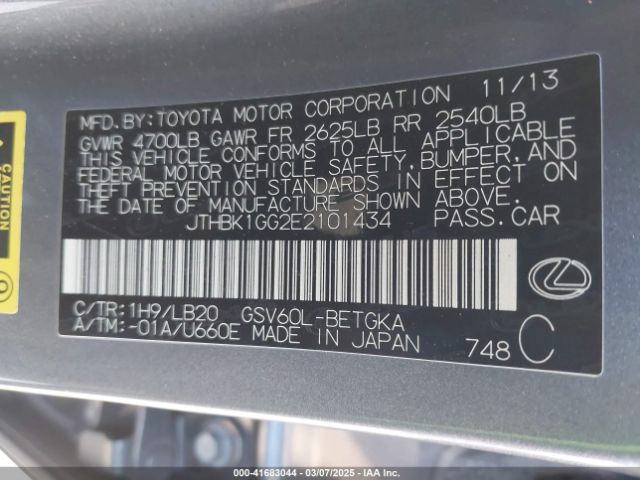 11/13
MFD.BY:TOYOTA MOTOR CORPORATION
GVWR 4700LB GAWR FR 2625LB RR 2540LB
THIS VEHICLE CONFORMS TO ALL APPLICABLE
FEDERAL MOTOR VEHICLE SAFETY,BUMPER,AND
THEFT PREVENTION STANDARDS IN EFFECT ON
THE DATE OF MANUFACTURE SHOWN ABOVE.
JTHBK1GG2E2101434 PASS.CAR
CAUTION
C/TR:1H9/LB20 GSV60L-BETGKA
A/TM:-01A/U660E MADE IN JAPAN 748 C
000-41683044 / 03/07/2025 - IAA Inc.